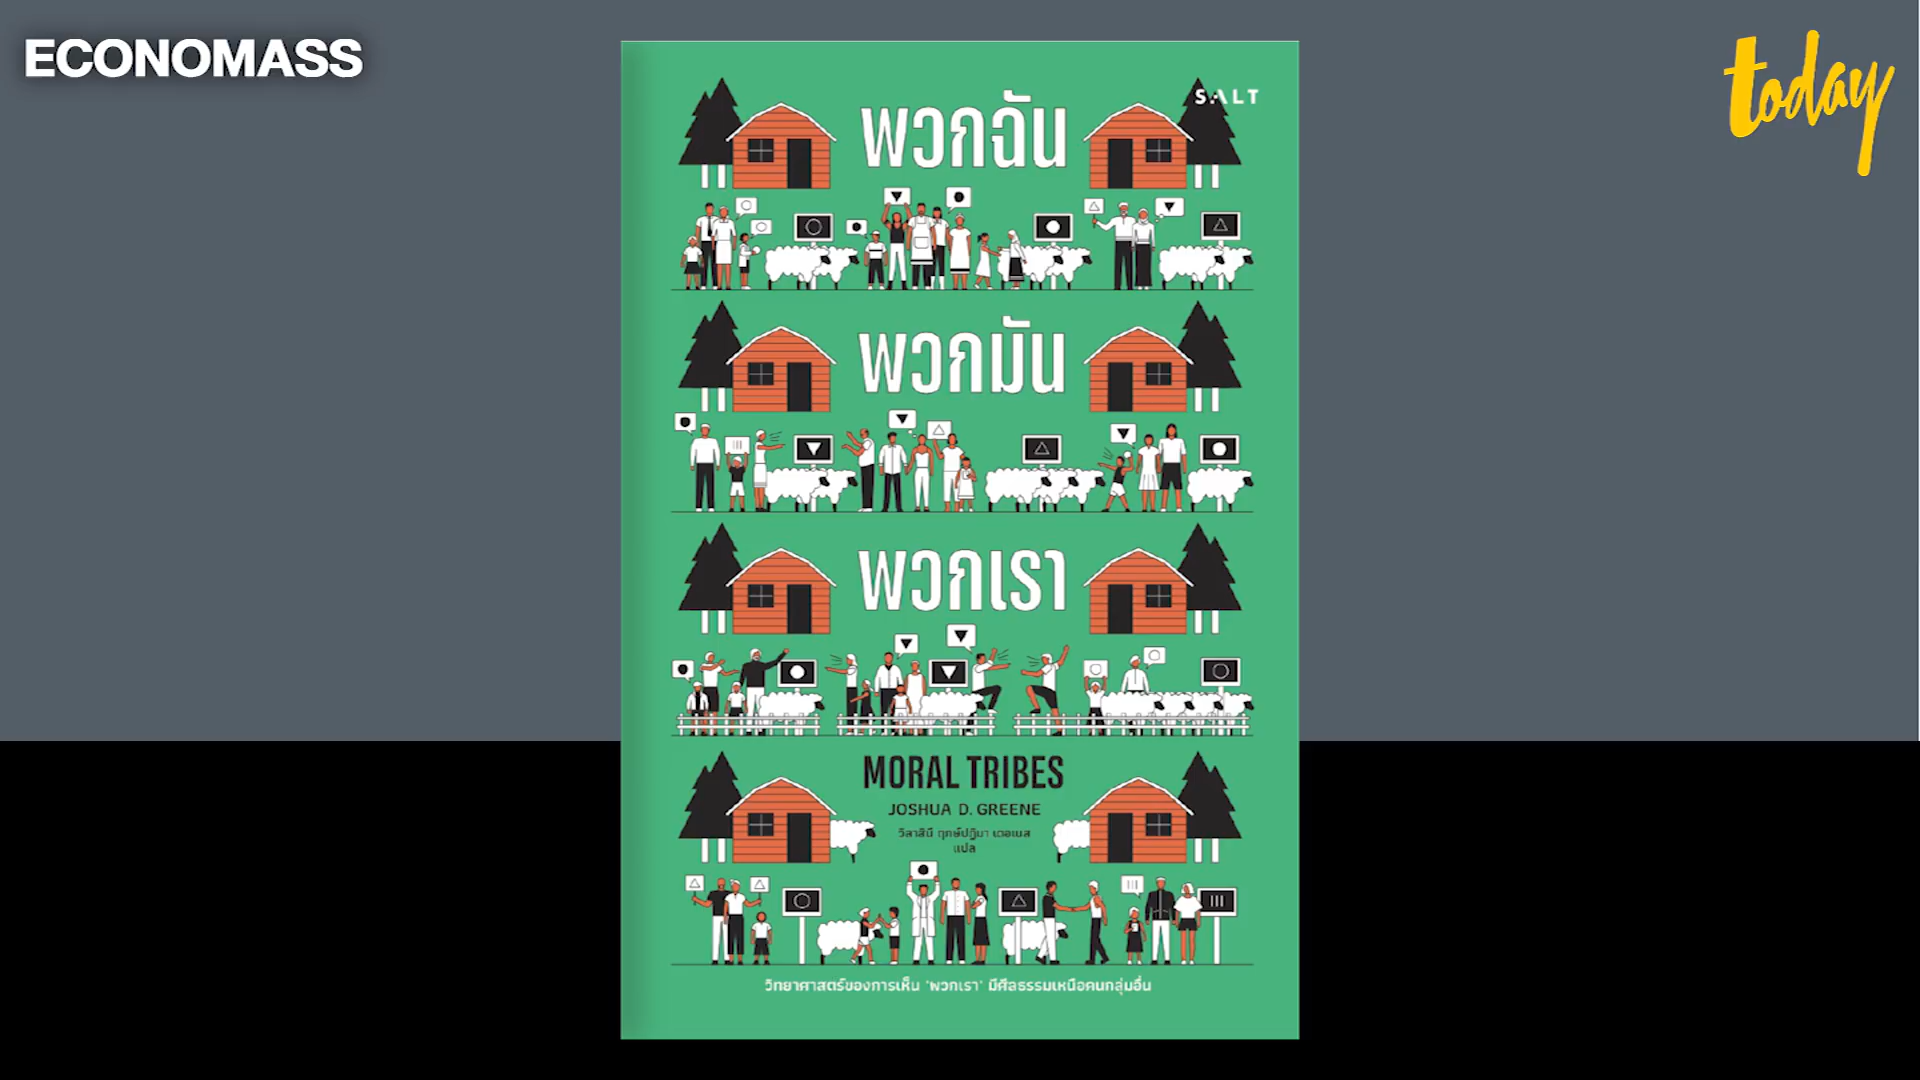 ECONOMASS
today
SALT
พวกฉัน
พวกมัน
พวกเรา
MORAL TRIBES
JOSHUA D. GREENE
วิลาสินี ฤกษ์ปฏิมา เดอเบส
แปล
วิทยาศาสตร์ของการเห็น 'พวกเรา' มีศีลธรรมเหนือคนกลุ่มอื่น